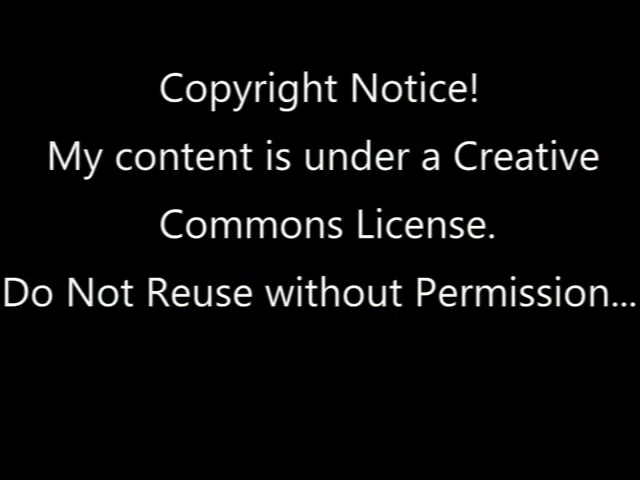 Copyright Notice!
My content is under a Creative
Commons License.
Do Not Reuse without Permission...